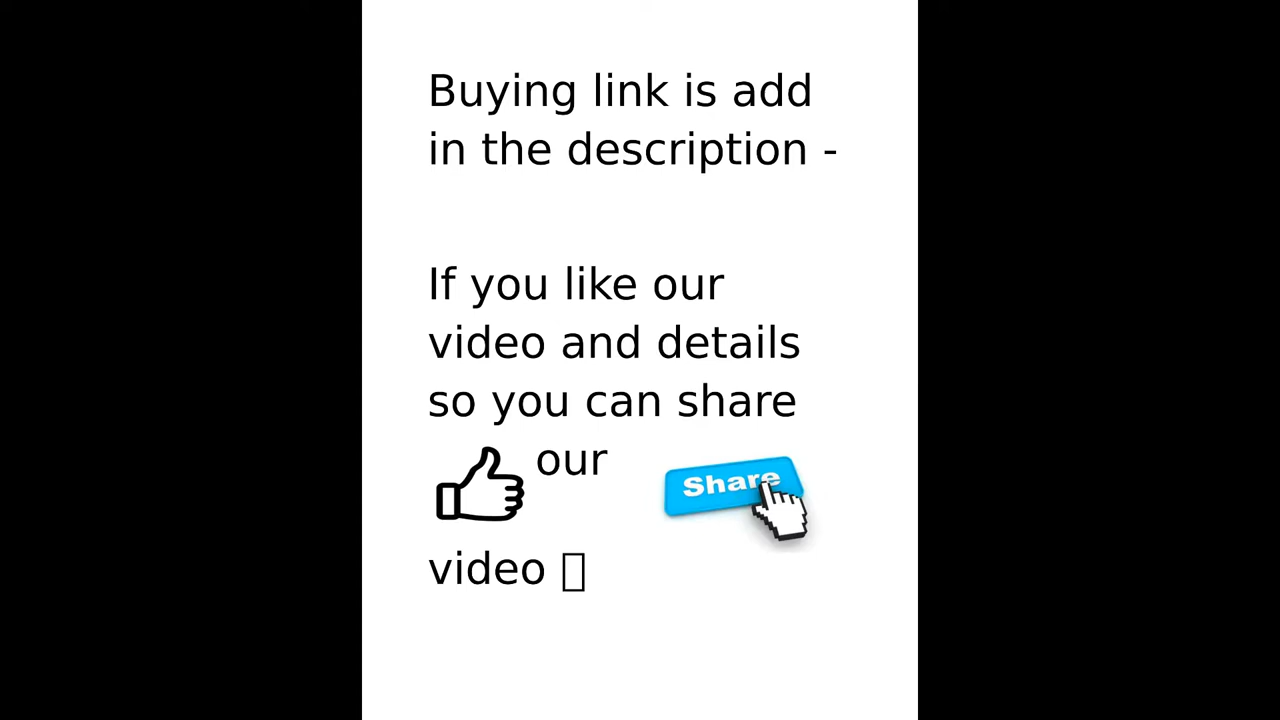 Buying link is add
in the description -
If you like our
video and details
so you can share
our
Share
video